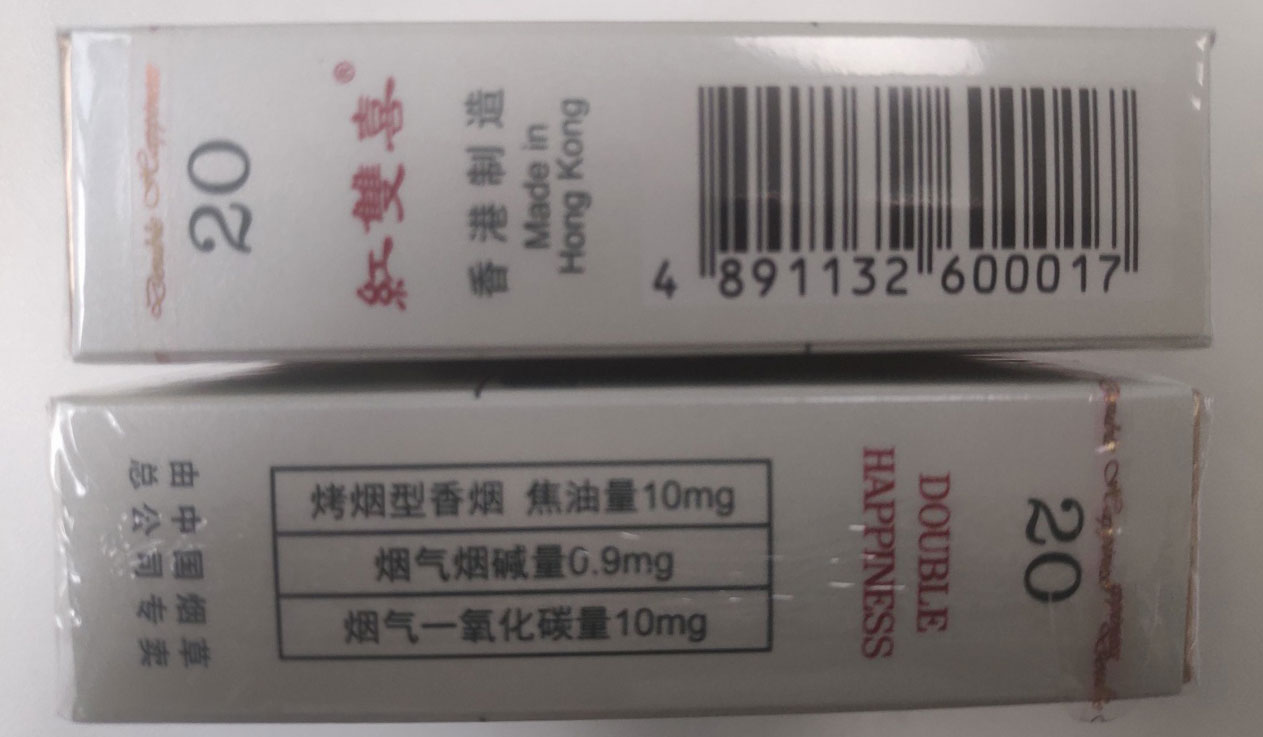 Double Happiness
20
紅雙喜®
香港制造
Made in
Hong Kong
4 891132 600017
由中国烟草
总公司专卖
烤烟型香烟 焦油量10mg
烟气烟碱量0.9mg
烟气一氧化碳量10mg
DOUBLE
HAPPINESS
20